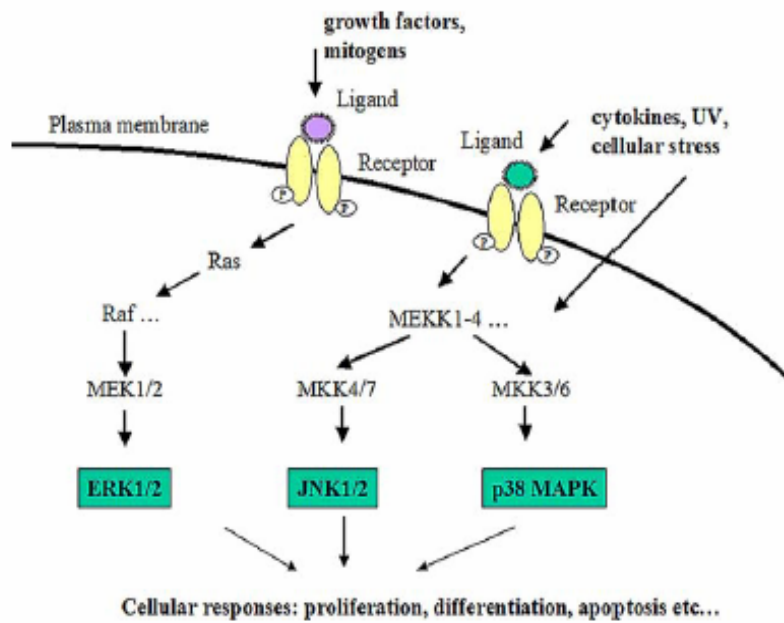 growth factors,
mitogens
Ligand
Plasma membrane
Receptor
P
P
cytokines, UV,
cellular stress
Ligand
Receptor
P
P
Ras
Raf ...
MEKK1-4 ...
MEK1/2
MKK4/7
MKK3/6
ERK1/2
JNK1/2
p38 MAPK
Cellular responses: proliferation, differentiation, apoptosis etc...